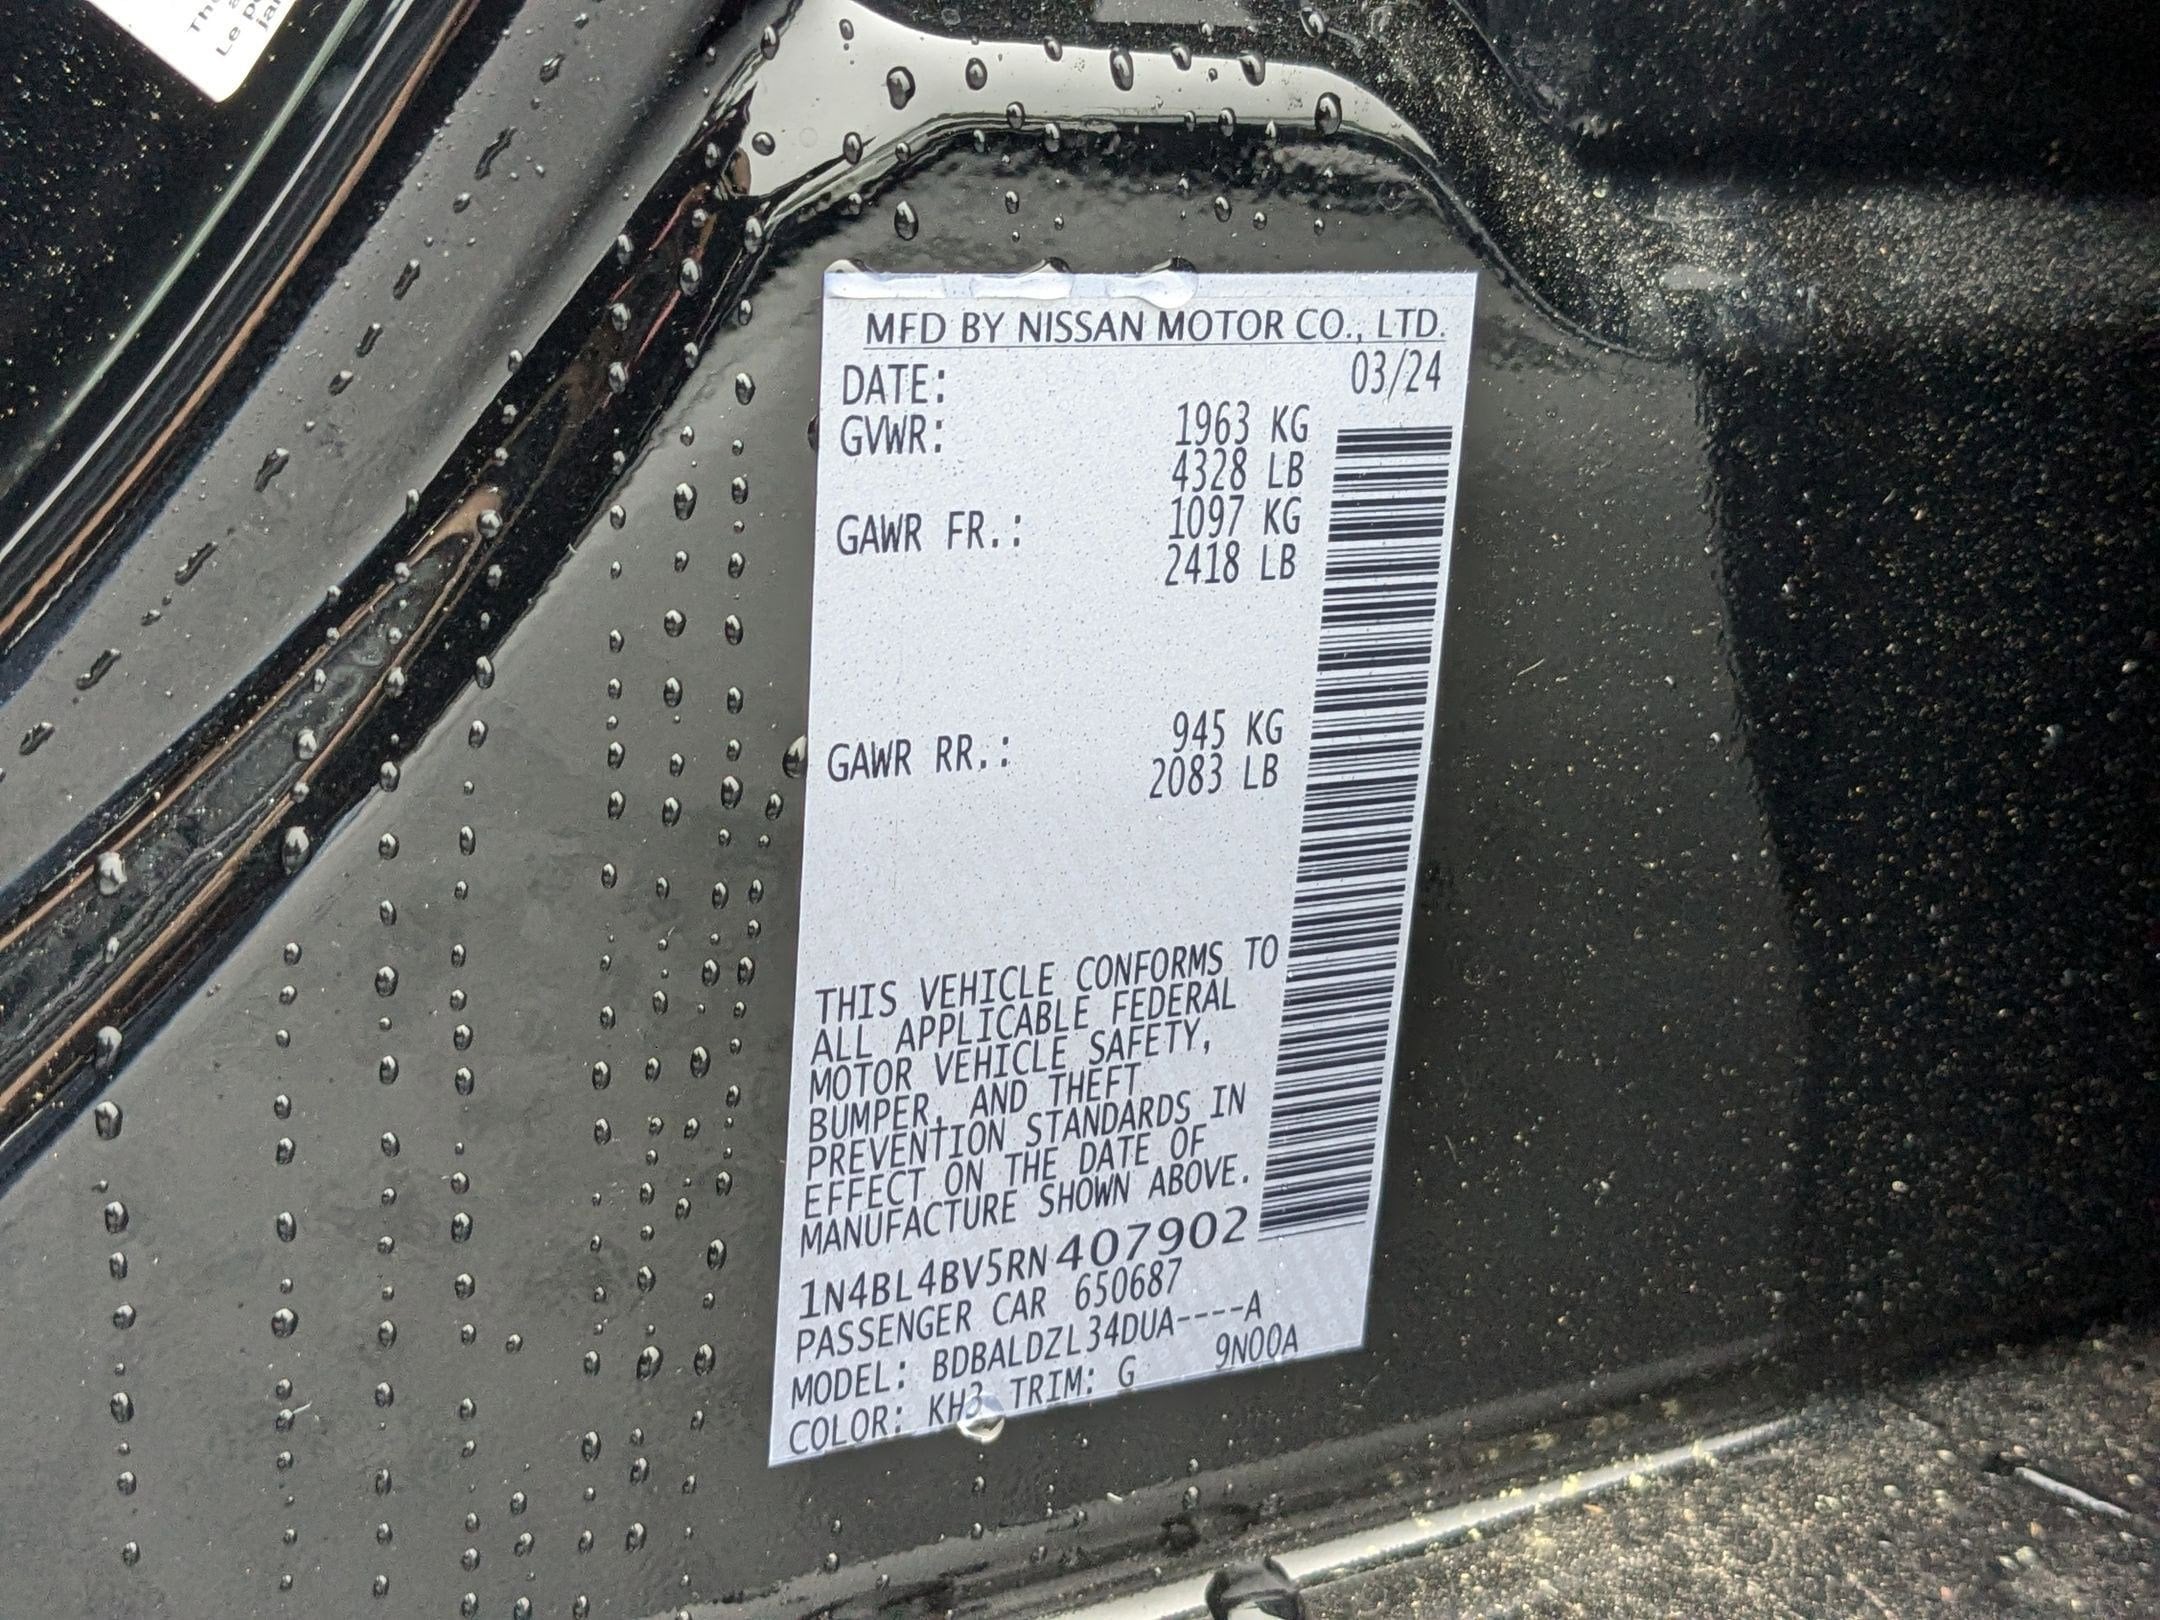 Le
MFD BY NISSAN MOTOR CO., LTD.
DATE: 03/24
GVWR: 1963 KG
4328 LB
GAWR FR.: 1097 KG
2418 LB
GAWR RR.: 945 KG
2083 LB
THIS VEHICLE CONFORMS TO
ALL APPLICABLE FEDERAL
MOTOR VEHICLE SAFETY,
BUMPER, AND THEFT
PREVENTION STANDARDS IN
EFFECT ON THE DATE OF
MANUFACTURE SHOWN ABOVE.
1N4BL4BV5RN407902
PASSENGER CAR 650687
MODEL: BDBALDZL34DUA----A
COLOR: KH3 TRIM: G 9N00A